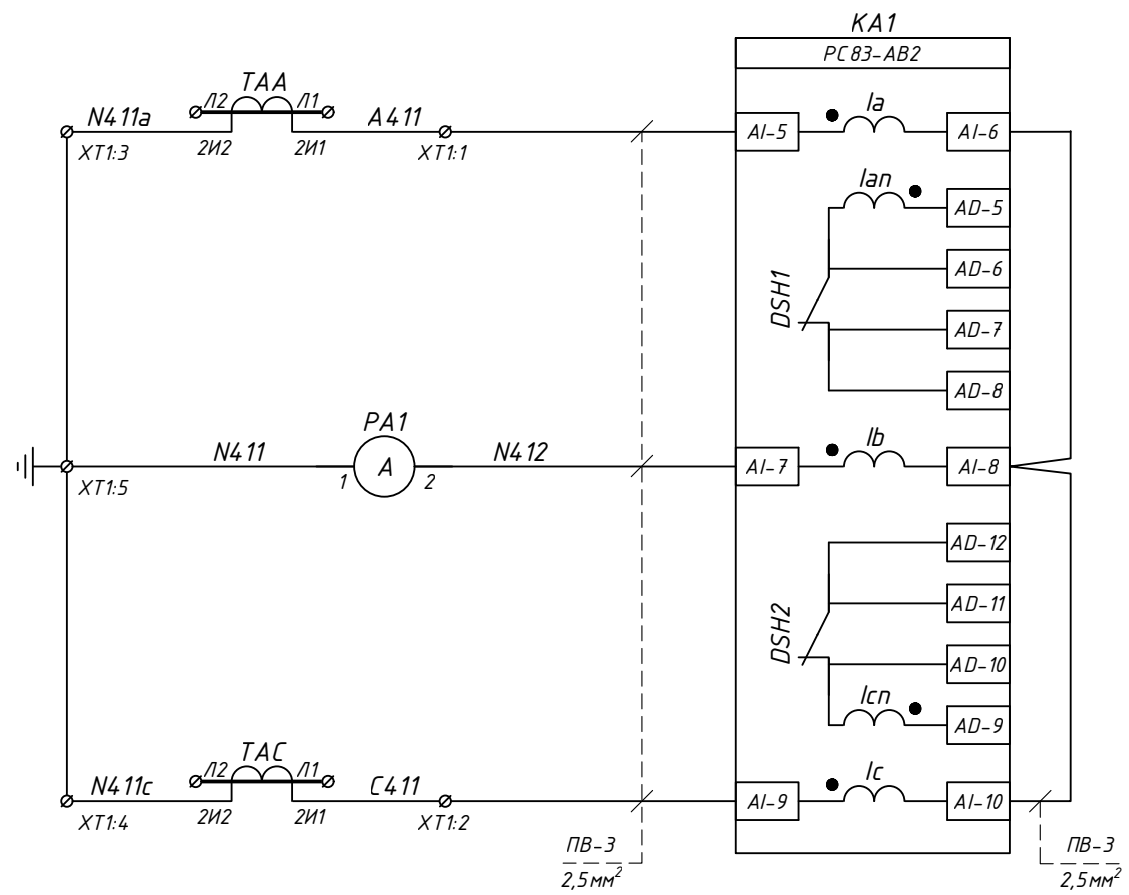 KA1
РС83-АВ2
TAA
Л2 Л1
N411a
A411
2И2 2И1
XT1:3
XT1:1
AI-5
Ia
AI-6
Ian
AD-5
AD-6
DSH1
AD-7
AD-8
PA1
N411
A
N412
1 2
XT1:5
AI-7
Ib
AI-8
AD-12
AD-11
DSH2
AD-10
Icn
AD-9
TAC
Л2 Л1
N411c
C411
2И2 2И1
XT1:4
XT1:2
AI-9
Ic
AI-10
ПВ-3
2,5мм²
ПВ-3
2,5мм²